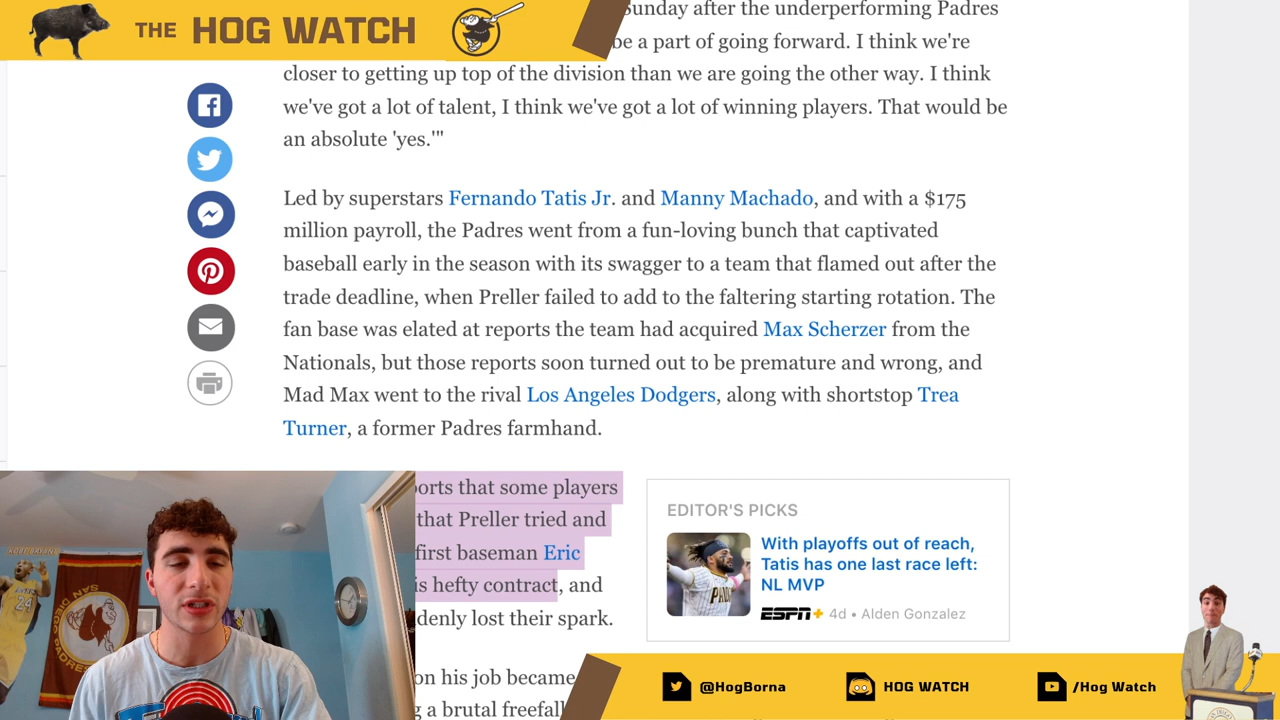 THE HOG WATCH
Sunday after the underperforming Padres
be a part of going forward. I think we're
closer to getting up top of the division than we are going the other way. I think
we've got a lot of talent, I think we've got a lot of winning players. That would be
an absolute 'yes.'"
Led by superstars Fernando Tatis Jr. and Manny Machado, and with a $175
million payroll, the Padres went from a fun-loving bunch that captivated
baseball early in the season with its swagger to a team that flamed out after the
trade deadline, when Preller failed to add to the faltering starting rotation. The
fan base was elated at reports the team had acquired Max Scherzer from the
Nationals, but those reports soon turned out to be premature and wrong, and
Mad Max went to the rival Los Angeles Dodgers, along with shortstop Trea
Turner, a former Padres farmhand.
orts that some players
that Preller tried and
first baseman Eric
is hefty contract, and
denly lost their spark.
on his job became
g a brutal freefall
EDITOR'S PICKS
With playoffs out of reach,
Tatis has one last race left:
NL MVP
ESPN+ 4d • Alden Gonzalez
KOBE BRYANT
24
SAN DIEGO
PADRES
@HogBorna
HOG WATCH
/Hog Watch